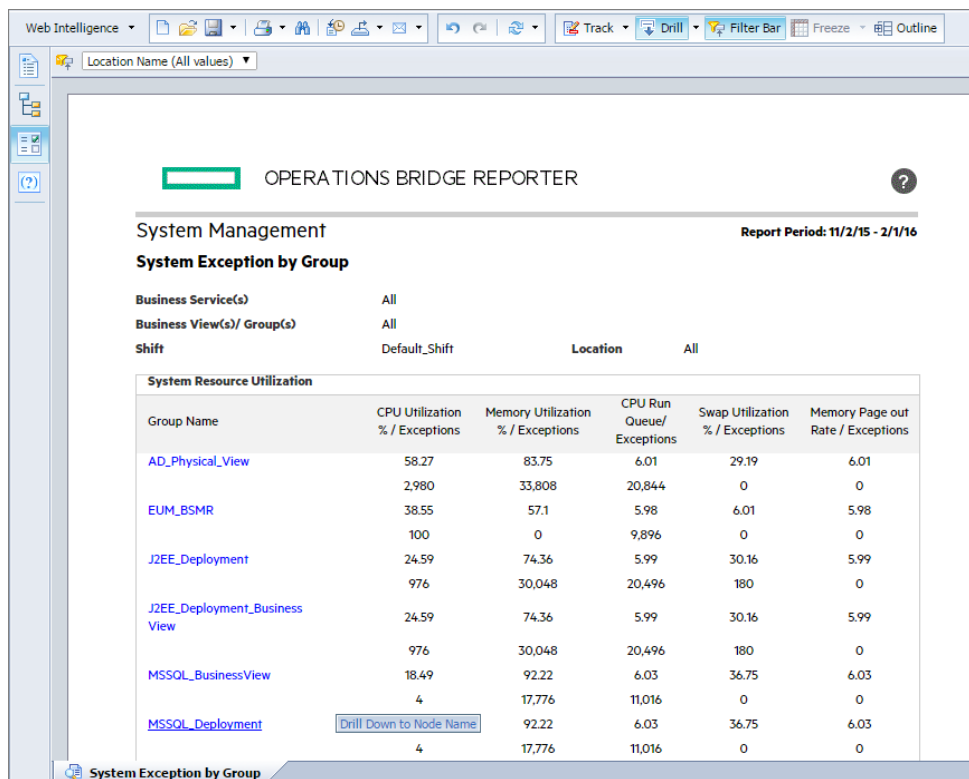 Web Intelligence Track Drill Filter Bar Freeze Outline
Location Name (All values)
OPERATIONS BRIDGE REPORTER ?
System Management Report Period: 11/2/15 - 2/1/16
System Exception by Group
Business Service(s) All
Business View(s)/ Group(s) All
Shift Default_Shift Location All
System Resource Utilization
Group Name CPU Utilization % / Exceptions Memory Utilization % / Exceptions CPU Run Queue/ Exceptions Swap Utilization % / Exceptions Memory Page out Rate / Exceptions
AD_Physical_View 58.27 83.75 6.01 29.19 6.01
2,980 33,808 20,844 0 0
EUM_BSMR 38.55 57.1 5.98 6.01 5.98
100 0 9,896 0 0
J2EE_Deployment 24.59 74.36 5.99 30.16 5.99
976 30,048 20,496 180 0
J2EE_Deployment_Business
View 24.59 74.36 5.99 30.16 5.99
976 30,048 20,496 180 0
MSSQL_BusinessView 18.49 92.22 6.03 36.75 6.03
4 17,776 11,016 0 0
MSSQL_Deployment Drill Down to Node Name 92.22 6.03 36.75 6.03
4 17,776 11,016 0 0
System Exception by Group